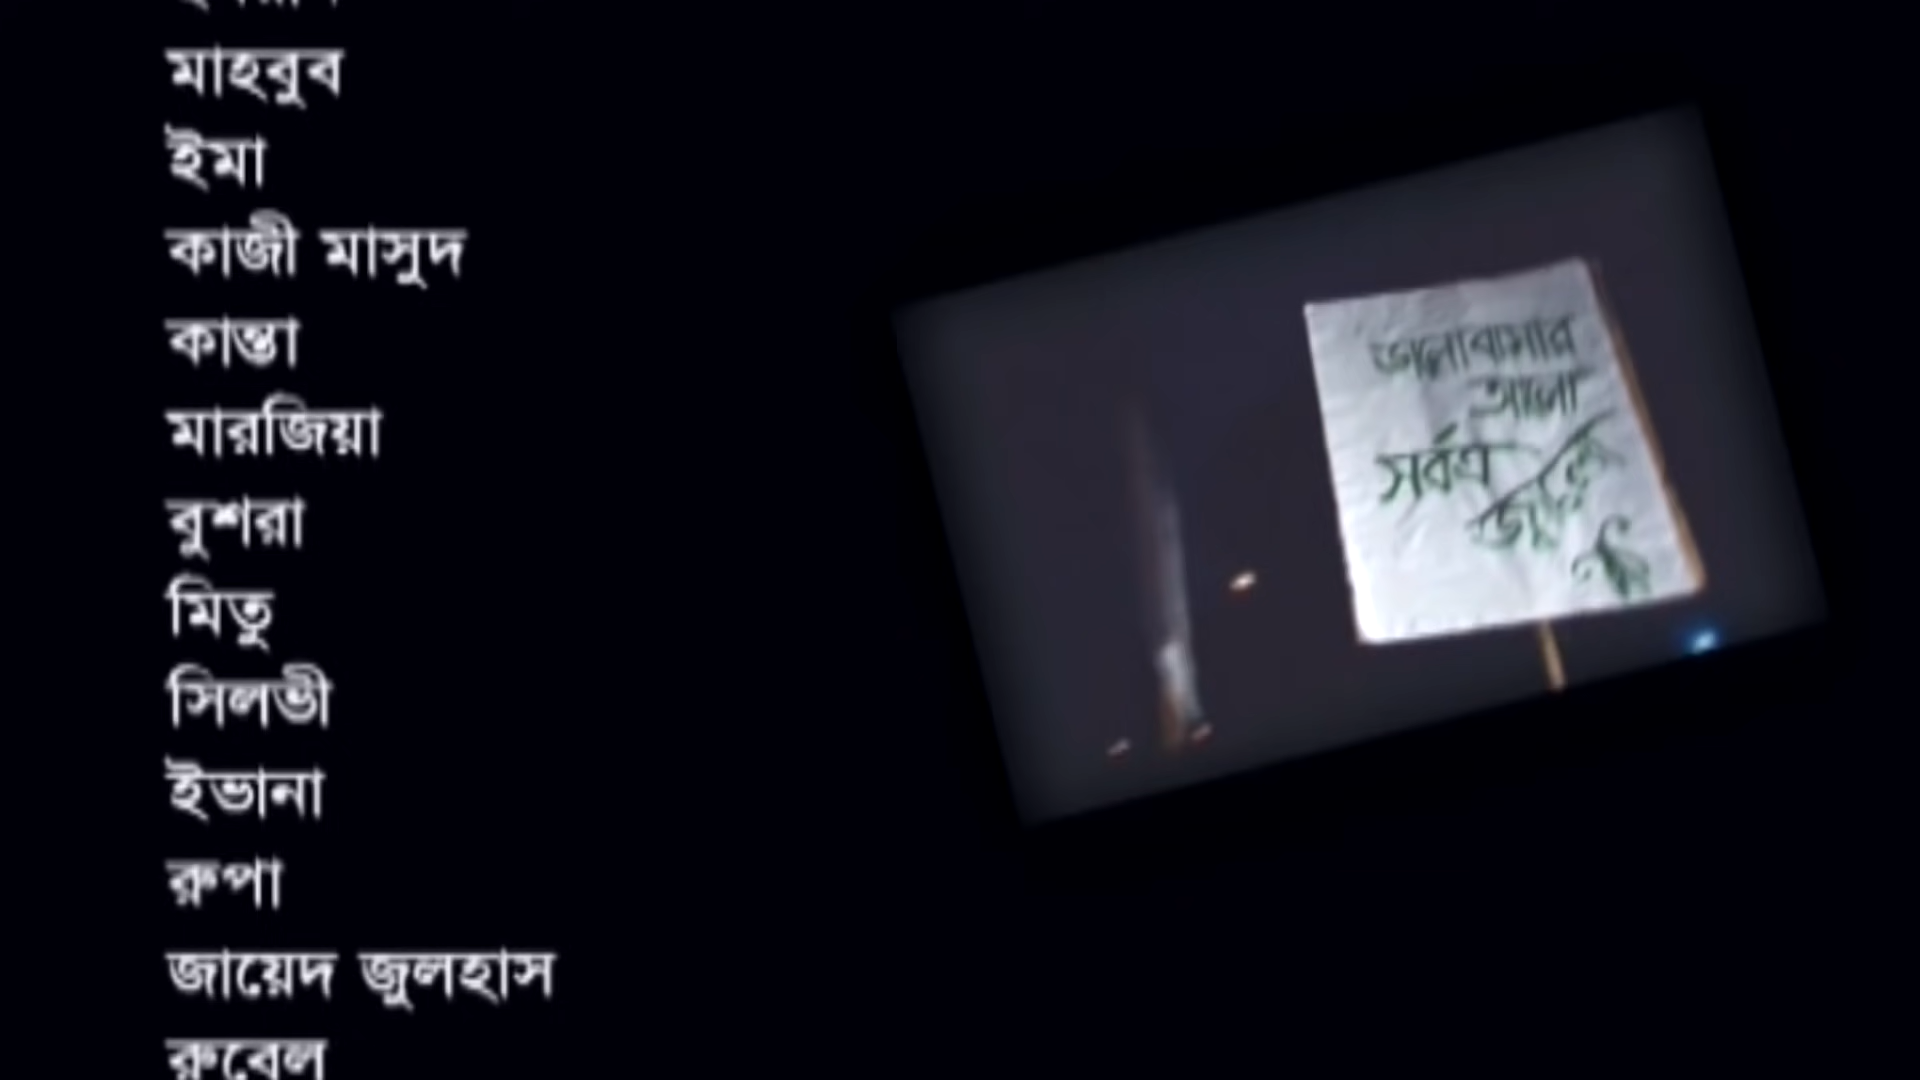 মাহবুব
ইমা
কাজী মাসুদ
কান্তা
মারজিয়া
বুশরা
মিতু
সিলভী
ইভানা
রুপা
জায়েদ জুলহাস
রুবেল
ভালোবাসার
আলো
সর্বত্র